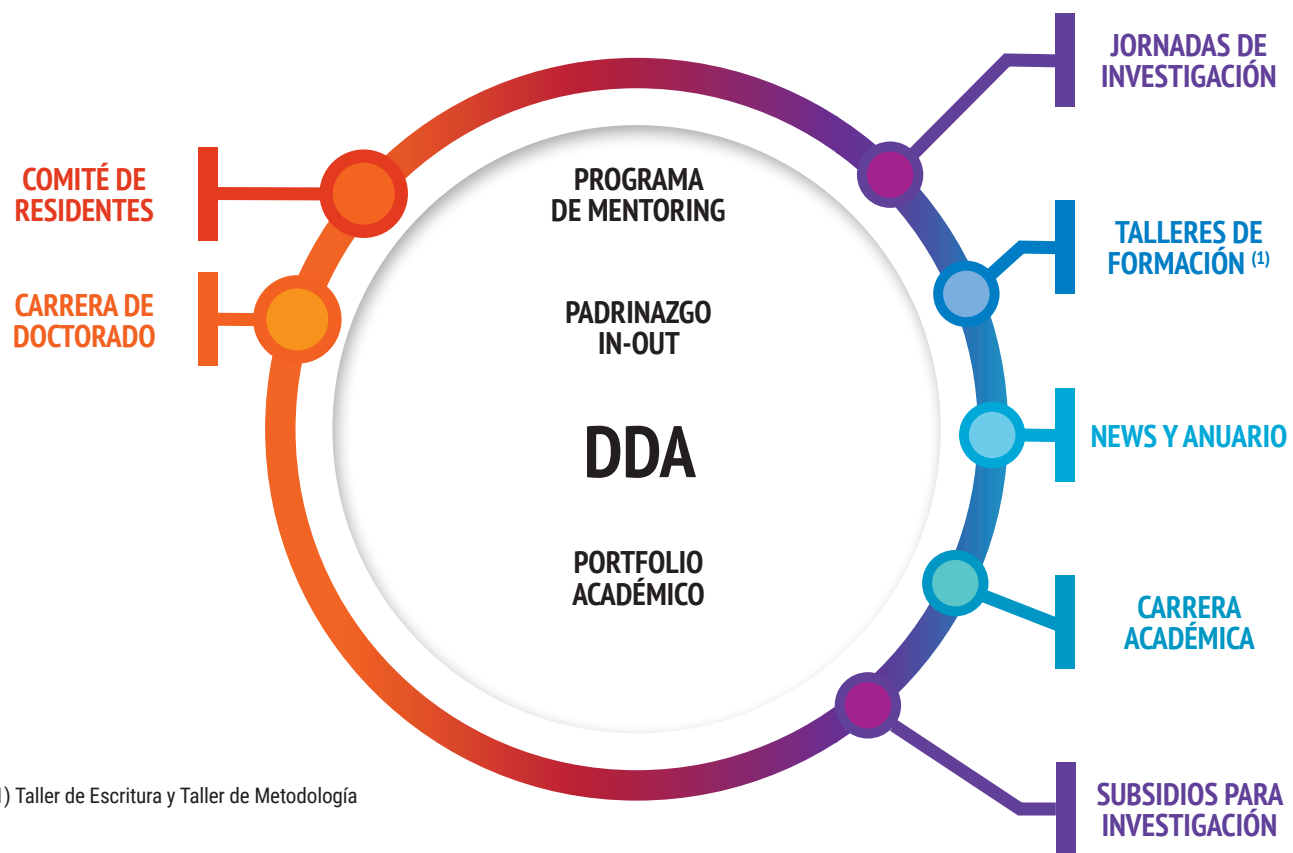 JORNADAS DE
INVESTIGACIÓN
COMITÉ DE
RESIDENTES
PROGRAMA
DE MENTORING
TALLERES DE
FORMACIÓN (1)
CARRERA DE
DOCTORADO
PADRINAZGO
IN-OUT
NEWS Y ANUARIO
DDA
PORTFOLIO
ACADÉMICO
CARRERA
ACADÉMICA
1) Taller de Escritura y Taller de Metodología
SUBSIDIOS PARA
INVESTIGACIÓN